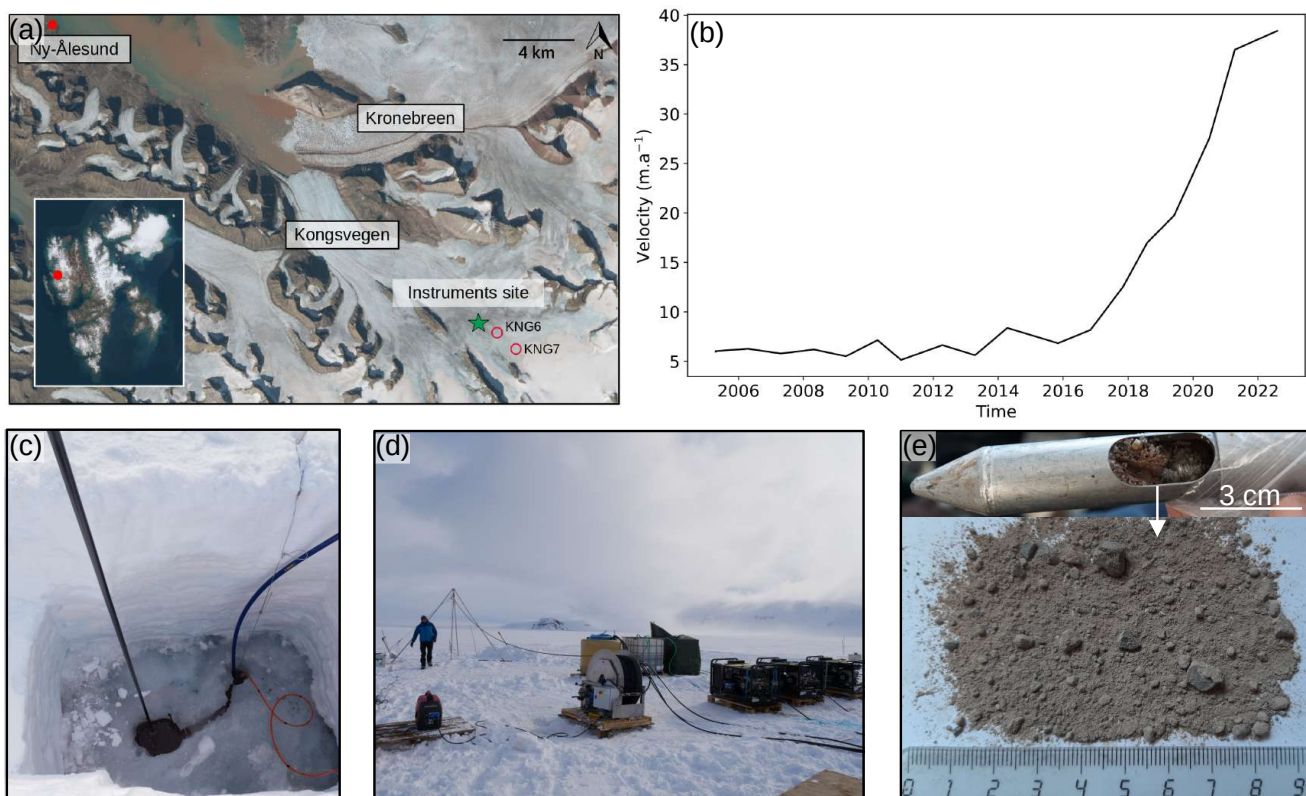 (a)
Ny-Ålesund
4 km
N
Kronebreen
Kongsvegen
Instruments site
KNG6
KNG7
(b)
Velocity (m.a⁻¹)
40
35
30
25
20
15
10
5
2006 2008 2010 2012 2014 2016 2018 2020 2022
Time
(c)
(d)
(e)
3 cm
0 1 2 3 4 5 6 7 8 9